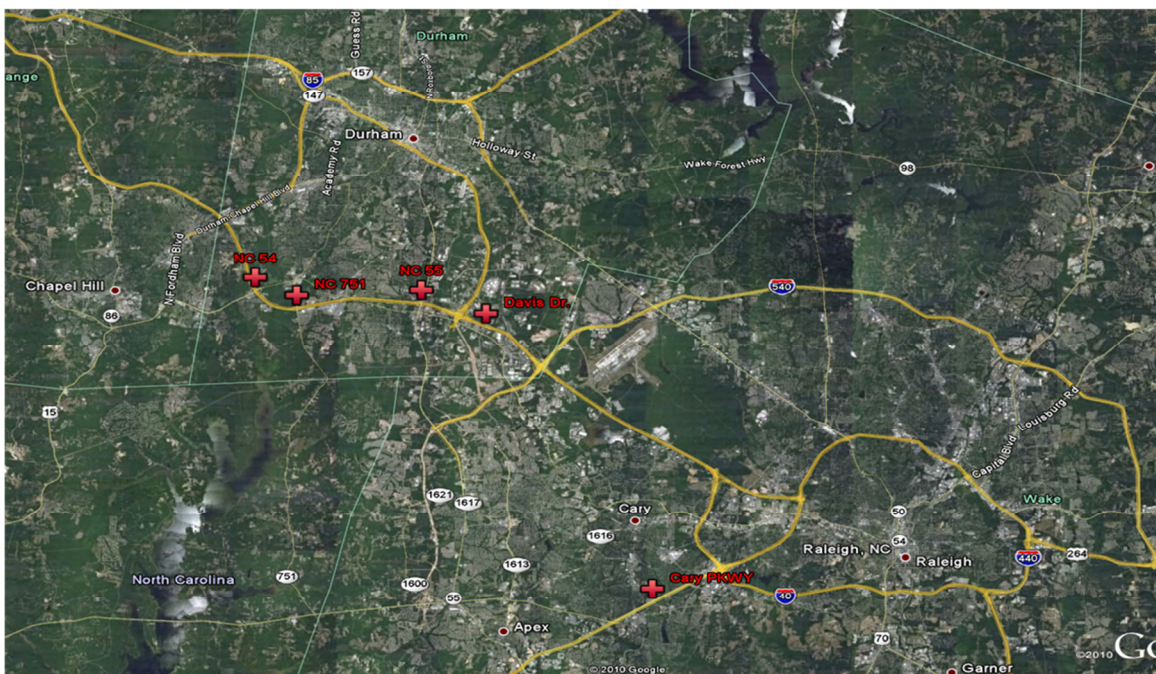 Guess Rd
Durham
ange
157
N Roxboro
85
147
Durham
Holloway St
Academy Rd
Wake Forest Hwy
98
Durham Chapel Hill Blvd
N Fordham Blvd
NC 54
NC 751
NC 55
Davis Dr.
Chapel Hill
86
540
15
Louisburg Rd
Capital Blvd
1621
1617
Cary
50
Wake
1616
54
Raleigh, NC
Raleigh
440
264
1613
North Carolina
751
1600
Cary PKWY
55
40
Apex
70
©2010 Go
© 2010 Google
Garner